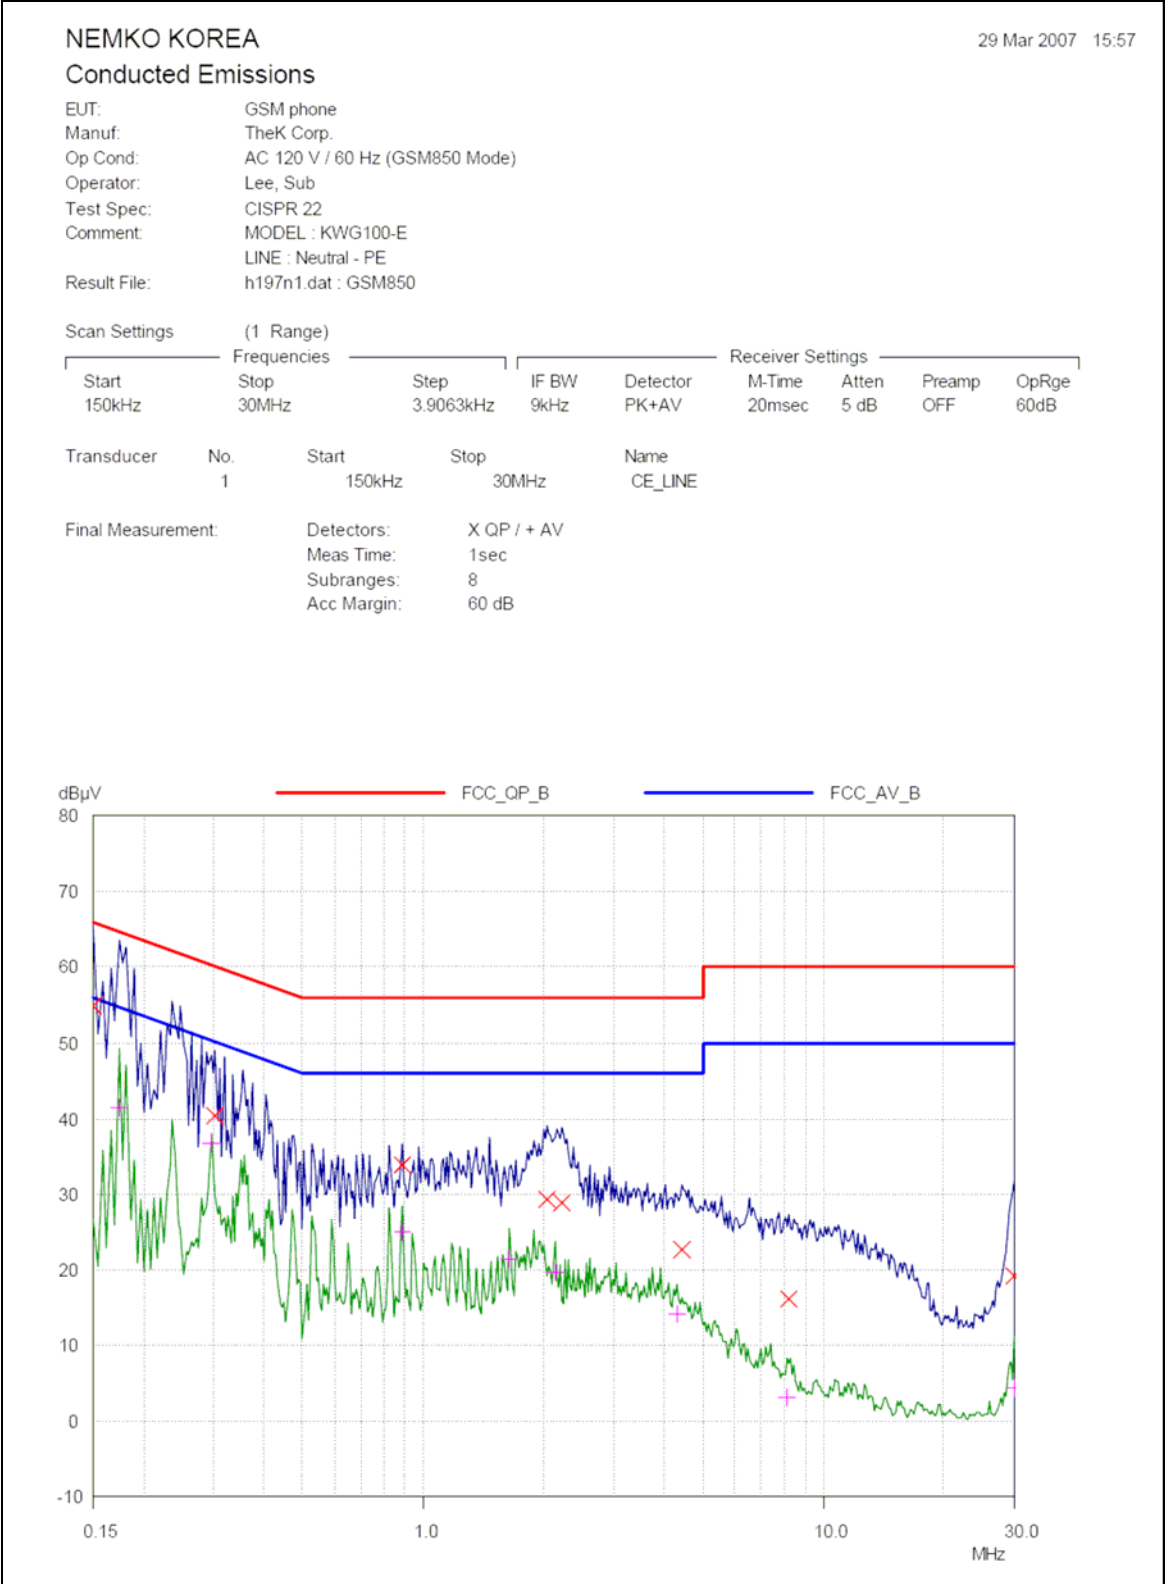 NEMKO KOREA 29 Mar 2007 15:57
Conducted Emissions
EUT: GSM phone
Manuf: TheK Corp.
Op Cond: AC 120 V / 60 Hz (GSM850 Mode)
Operator: Lee, Sub
Test Spec: CISPR 22
Comment: MODEL : KWG100-E
LINE : Neutral - PE
Result File: h197n1.dat : GSM850
Scan Settings (1 Range)
Frequencies Receiver Settings
Start Stop Step IF BW Detector M-Time Atten Preamp OpRge
150kHz 30MHz 3.9063kHz 9kHz PK+AV 20msec 5 dB OFF 60dB
Transducer No. Start Stop Name
1 150kHz 30MHz CE_LINE
Final Measurement: Detectors: X QP / + AV
Meas Time: 1sec
Subranges: 8
Acc Margin: 60 dB
dBµV FCC_QP_B FCC_AV_B
80
70
60
50
40
30
20
10
0
-10
0.15 1.0 10.0 30.0
MHz